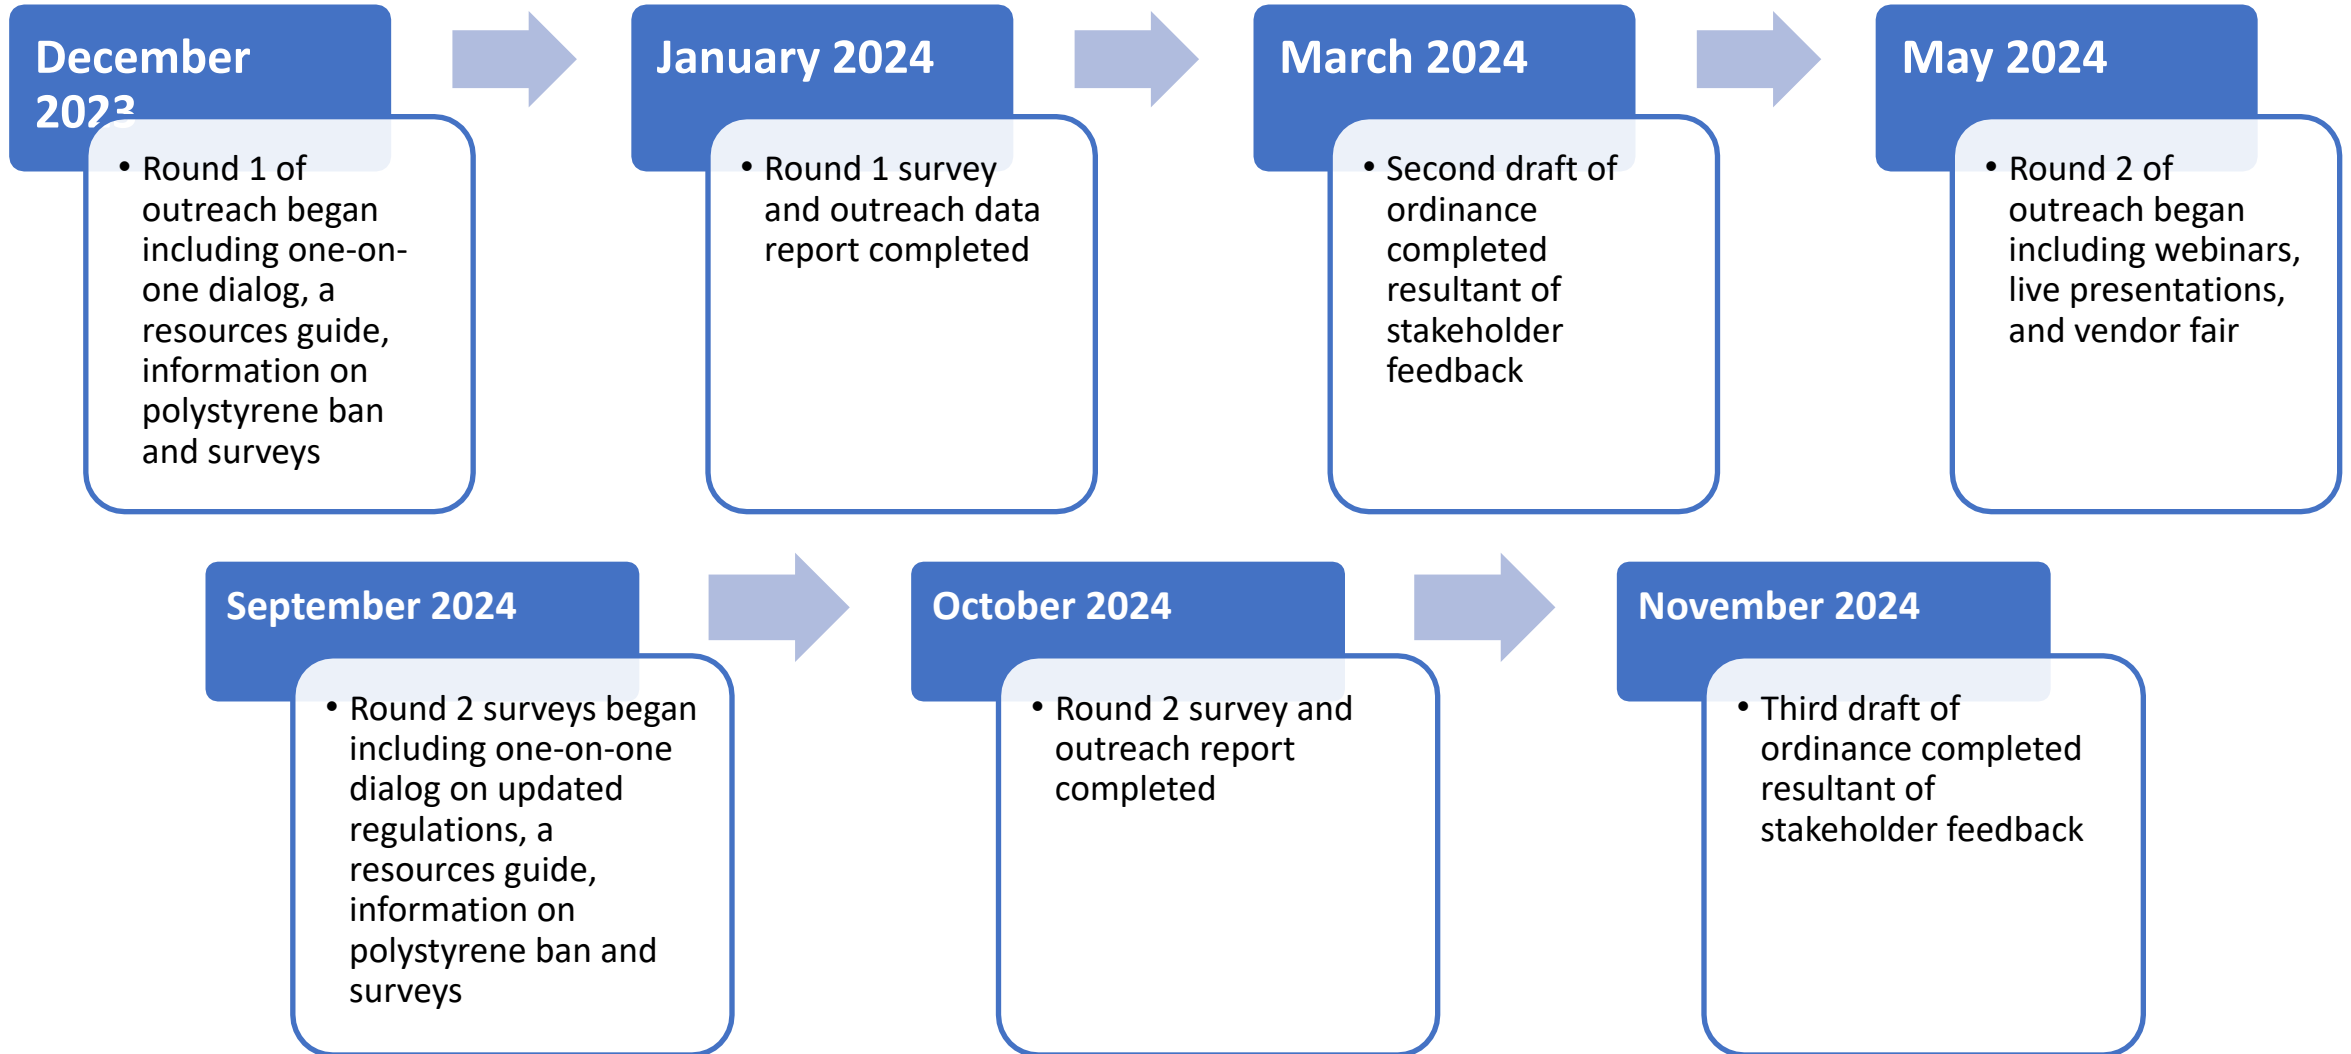 December
2023
• Round 1 of
outreach began
including one-on-
one dialog, a
resources guide,
information on
polystyrene ban
and surveys
January 2024
• Round 1 survey
and outreach data
report completed
March 2024
• Second draft of
ordinance
completed
resultant of
stakeholder
feedback
May 2024
• Round 2 of
outreach began
including webinars,
live presentations,
and vendor fair
September 2024
• Round 2 surveys began
including one-on-one
dialog on updated
regulations, a
resources guide,
information on
polystyrene ban and
surveys
October 2024
• Round 2 survey and
outreach report
completed
November 2024
• Third draft of
ordinance completed
resultant of
stakeholder feedback